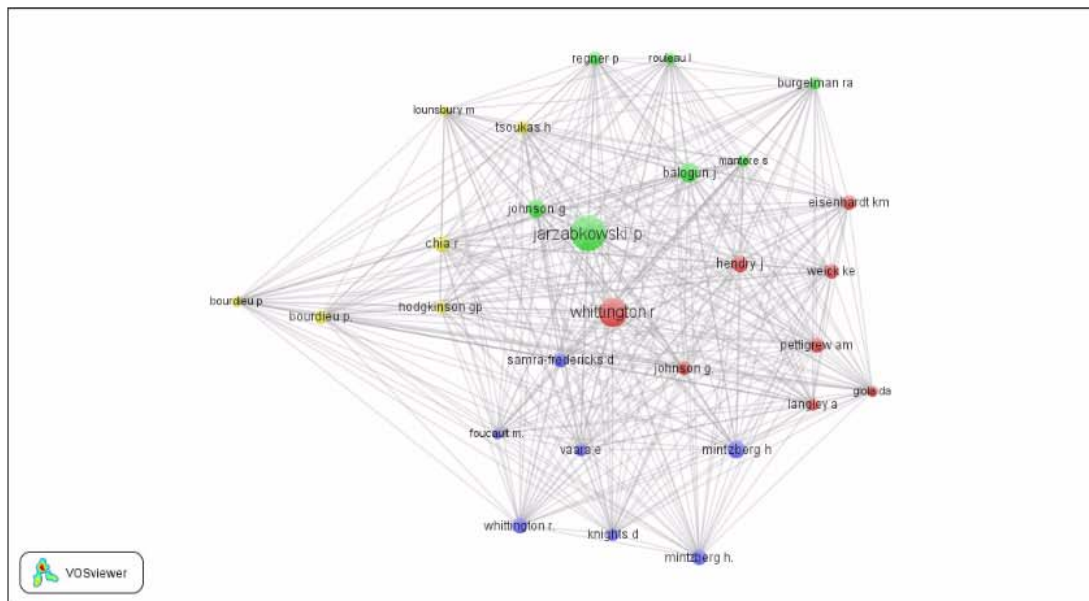 regner p
rouleau l
burgelman ra
lounsbury m
tsoukas h
mantere s
balogun j
eisenhardt km
johnson g
jarzabkowski p
chia r
hendry j
weick ke
bourdieu p
hodgkinson gp
bourdieu p.
whittington r
pettigrew am
samra-fredericks d
johnson g.
gioia da
langley a
foucaut m.
vaara e
mintzberg h
whittington r.
knights d
mintzberg h.
VOSviewer